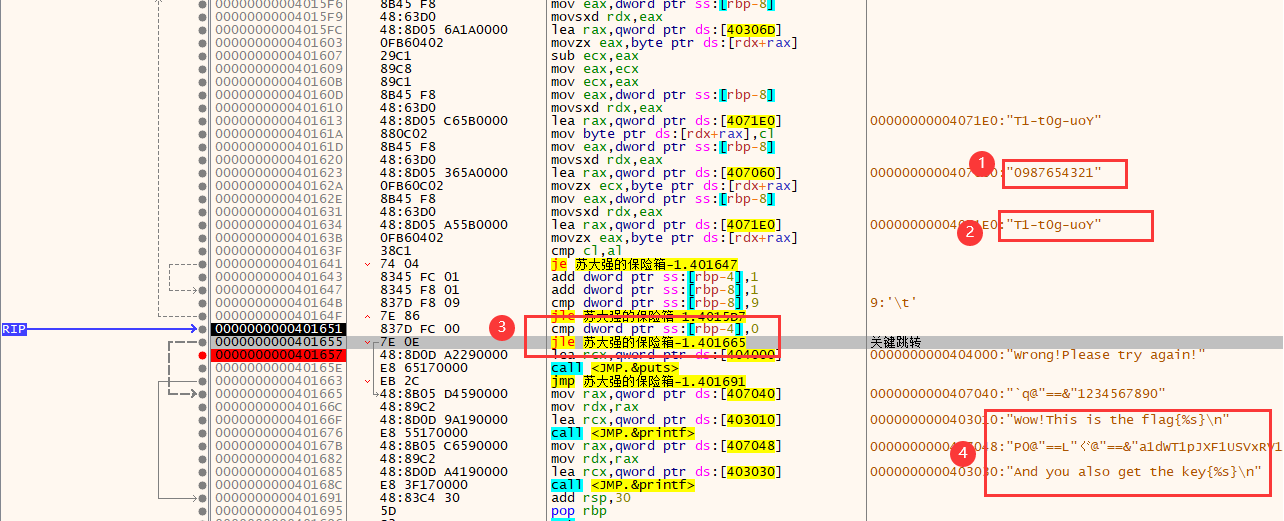 00000000004015F6 8B45 F8 mov eax,dword ptr ss:[rbp-8]
00000000004015F9 48:63D0 movsxd rdx,eax
00000000004015FC 48:8D05 6A1A0000 lea rax,qword ptr ds:[40306D]
0000000000401603 0FB60402 movzx eax,byte ptr ds:[rdx+rax]
0000000000401607 29C1 sub ecx,eax
0000000000401609 89C8 mov eax,ecx
000000000040160B 89C1 mov ecx,eax
000000000040160D 8B45 F8 mov eax,dword ptr ss:[rbp-8]
0000000000401610 48:63D0 movsxd rdx,eax
0000000000401613 48:8D05 C65B0000 lea rax,qword ptr ds:[4071E0] 00000000004071E0:"T1-tOg-uoY"
000000000040161A 880C02 mov byte ptr ds:[rdx+rax],cl
000000000040161D 8B45 F8 mov eax,dword ptr ss:[rbp-8]
0000000000401620 48:63D0 movsxd rdx,eax
0000000000401623 48:8D05 365A0000 lea rax,qword ptr ds:[407060] 1 "0987654321"
000000000040162A 0FB60C02 movzx ecx,byte ptr ds:[rdx+rax]
000000000040162E 8B45 F8 mov eax,dword ptr ss:[rbp-8]
0000000000401631 48:63D0 movsxd rdx,eax
0000000000401634 48:8D05 A55B0000 lea rax,qword ptr ds:[4071E0] 2 "T1-tOg-uoY"
000000000040163B 0FB60402 movzx eax,byte ptr ds:[rdx+rax]
000000000040163F 38C1 cmp cl,al
0000000000401641 74 04 je 苏大强的保险箱-1.401647
0000000000401643 8345 FC 01 add dword ptr ss:[rbp-4],1
0000000000401647 8345 F8 01 add dword ptr ss:[rbp-8],1
000000000040164B 837D F8 09 cmp dword ptr ss:[rbp-8],9 9:'\t'
000000000040164F 7E 86 jle 苏大强的保险箱-1.4015B7
RIP 0000000000401651 837D FC 00 3 cmp dword ptr ss:[rbp-4],0
0000000000401655 7E 0E jle 苏大强的保险箱-1.401665 关键跳转
0000000000401657 48:8D0D A2290000 lea rcx,qword ptr ds:[404000] 0000000000404000:"Wrong!Please try again!"
000000000040165E E8 65170000 call <JMP.&puts>
0000000000401663 EB 2C jmp 苏大强的保险箱-1.401691
0000000000401665 48:8B05 D4590000 mov rax,qword ptr ds:[407040] 0000000000407040:"`q@"==&"1234567890"
000000000040166C 48:89C2 mov rdx,rax
000000000040166F 48:8D0D 9A190000 lea rcx,qword ptr ds:[403010] 0000000000403010:"Wow!This is the flag{%s}\n"
0000000000401676 E8 55170000 call <JMP.&printf>
000000000040167B 48:8B05 C6590000 mov rax,qword ptr ds:[407048] 4
0000000000401682 48:89C2 mov rdx,rax
0000000000401685 48:8D0D A4190000 lea rcx,qword ptr ds:[403030] 0000000000403030:"And you also get the key{%s}\n"
000000000040168C E8 3F170000 call <JMP.&printf>
0000000000401691 48:83C4 30 add rsp,30
0000000000401695 5D pop rbp